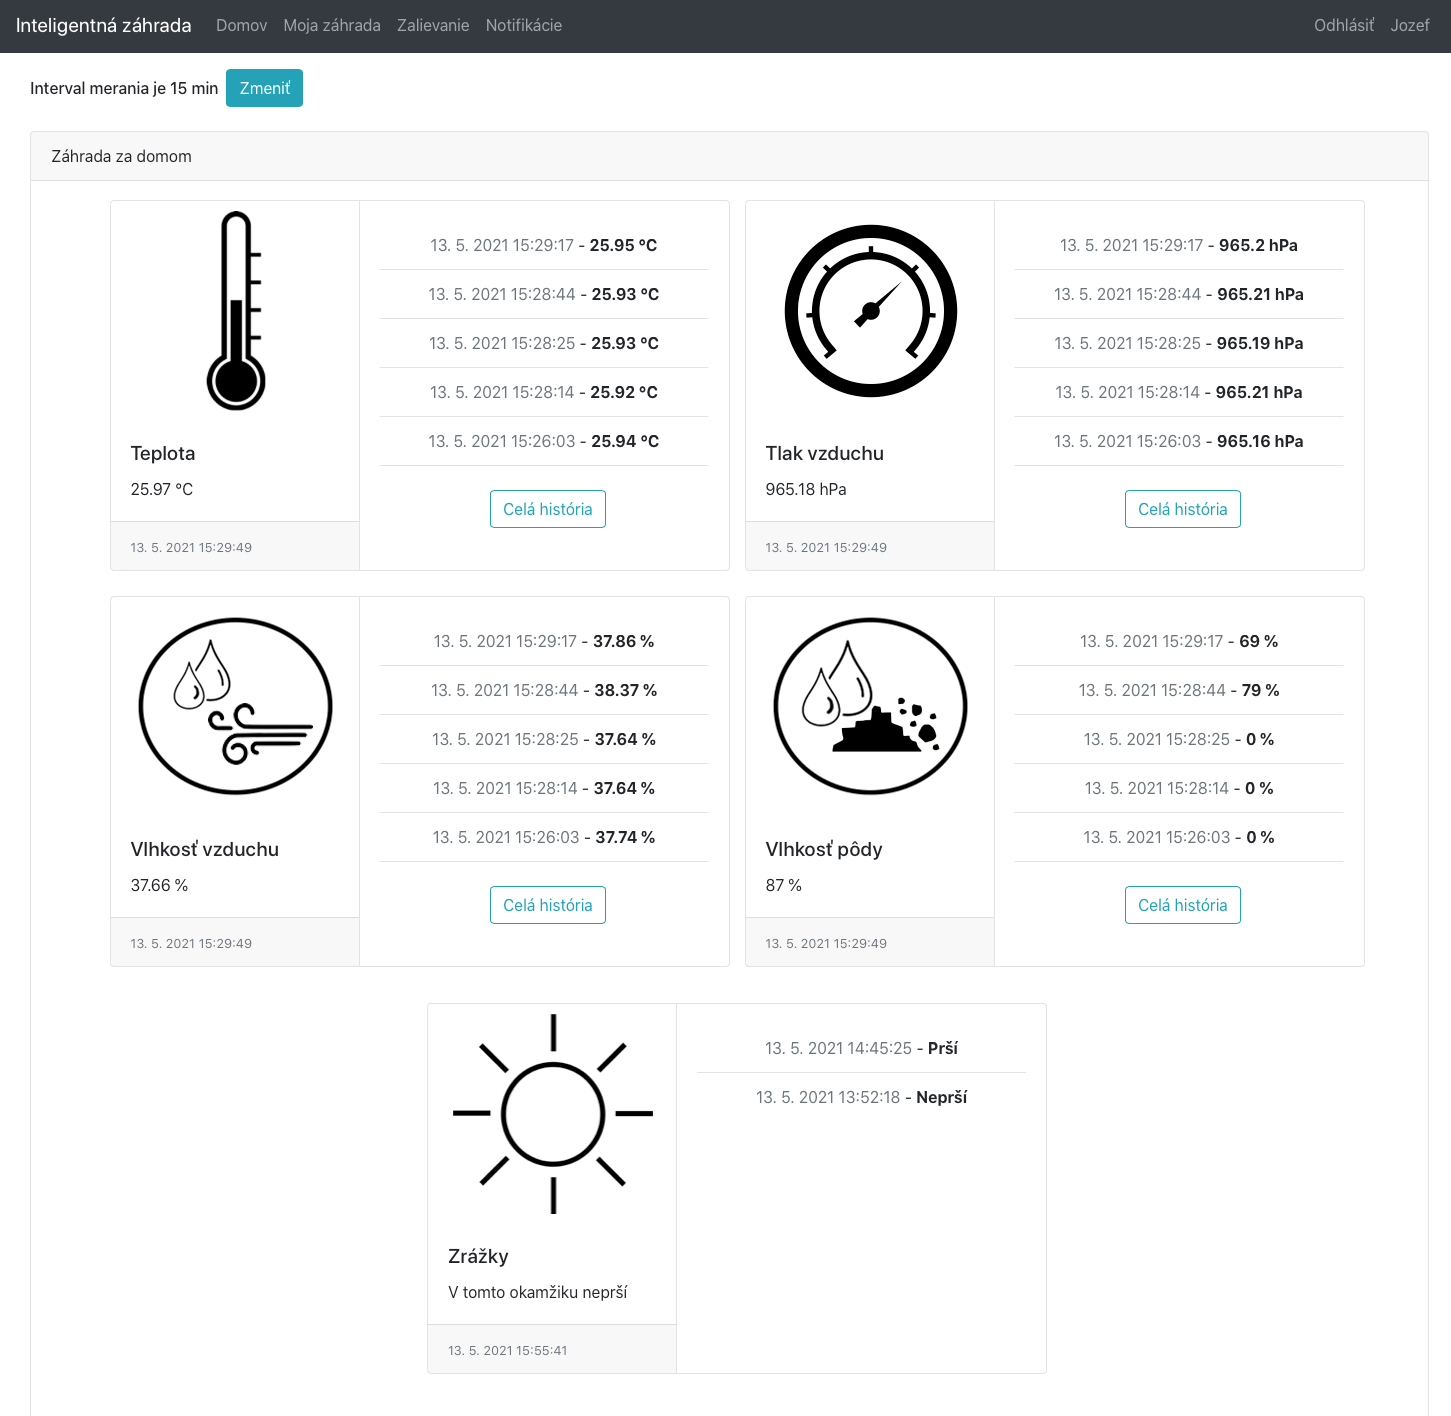 Inteligentná záhrada Domov Moja záhrada Zalievanie Notifikácie Odhlásiť Jozef
Interval merania je 15 min Zmeniť
Záhrada za domom
13. 5. 2021 15:29:17 - 25.95 °C
13. 5. 2021 15:28:44 - 25.93 °C
13. 5. 2021 15:28:25 - 25.93 °C
13. 5. 2021 15:28:14 - 25.92 °C
13. 5. 2021 15:26:03 - 25.94 °C
Teplota
25.97 °C
Celá história
13. 5. 2021 15:29:49
13. 5. 2021 15:29:17 - 965.2 hPa
13. 5. 2021 15:28:44 - 965.21 hPa
13. 5. 2021 15:28:25 - 965.19 hPa
13. 5. 2021 15:28:14 - 965.21 hPa
13. 5. 2021 15:26:03 - 965.16 hPa
Tlak vzduchu
965.18 hPa
Celá história
13. 5. 2021 15:29:49
13. 5. 2021 15:29:17 - 37.86 %
13. 5. 2021 15:28:44 - 38.37 %
13. 5. 2021 15:28:25 - 37.64 %
13. 5. 2021 15:28:14 - 37.64 %
13. 5. 2021 15:26:03 - 37.74 %
Vlhkosť vzduchu
37.66 %
Celá história
13. 5. 2021 15:29:49
13. 5. 2021 15:29:17 - 69 %
13. 5. 2021 15:28:44 - 79 %
13. 5. 2021 15:28:25 - 0 %
13. 5. 2021 15:28:14 - 0 %
13. 5. 2021 15:26:03 - 0 %
Vlhkosť pôdy
87 %
Celá história
13. 5. 2021 15:29:49
13. 5. 2021 14:45:25 - Prší
13. 5. 2021 13:52:18 - Neprší
Zrážky
V tomto okamžiku neprší
13. 5. 2021 15:55:41